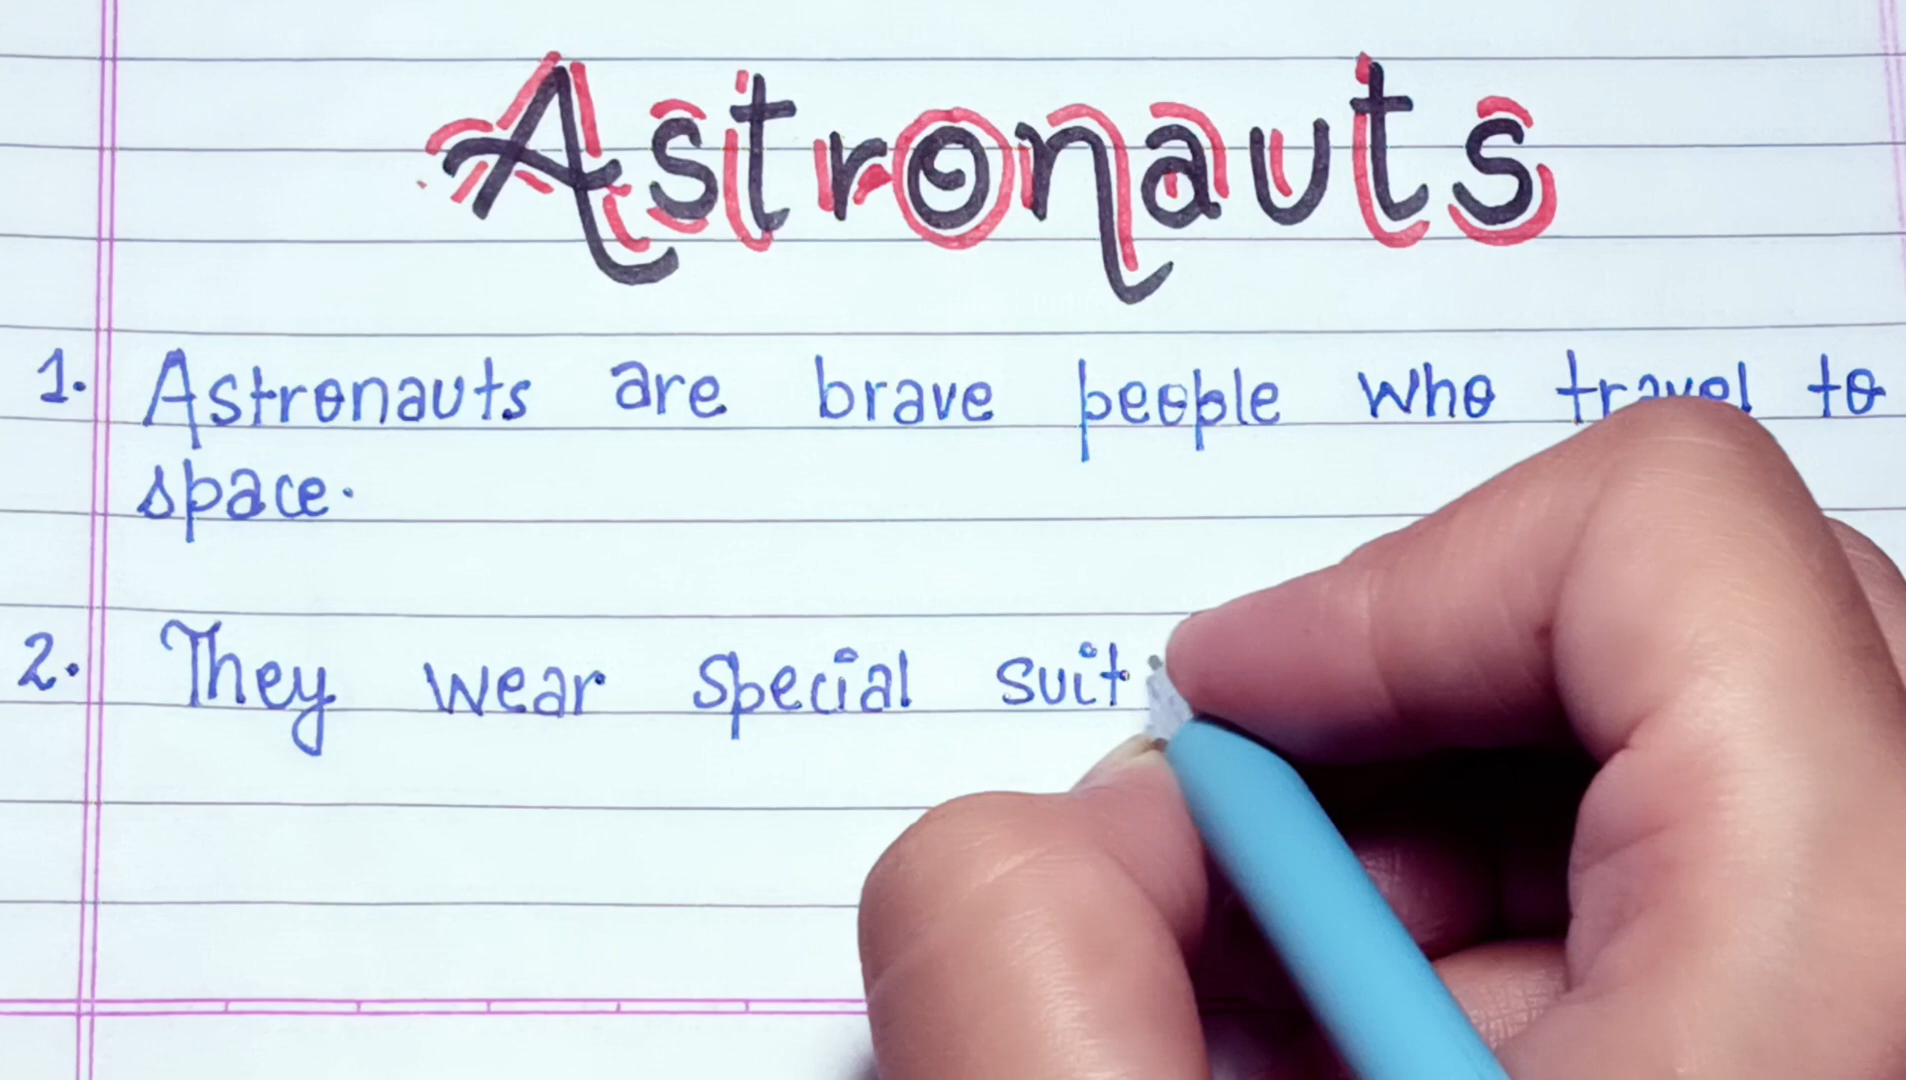 Astronauts
1. Astronauts are brave people who travel to
space.
2. They wear special suit